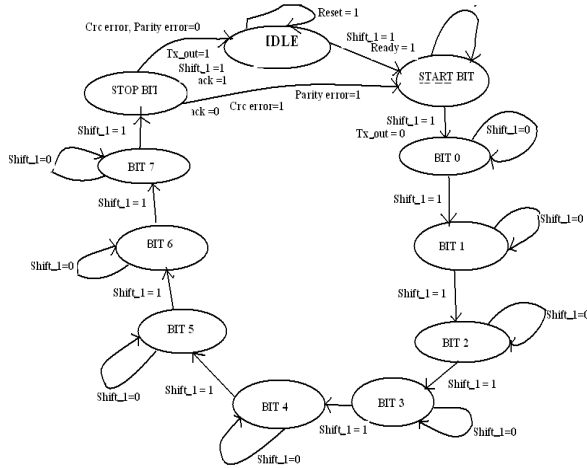 Reset = 1
Crc error, Parity error=0
IDLE
Shift_1 = 1
Ready = 1
Tx_out=1
Shift_1 = 1
ack =1
START BIT
STOP BIT
ack =0
Crc error=1
Parity error=1
Shift_1 = 1
Tx_out = 0
Shift_1=0
Shift_1 = 1
BIT 0
Shift_1=0
BIT 7
Shift_1 = 1
Shift_1 = 1
Shift_1=0
BIT 6
BIT 1
Shift_1=0
Shift_1 = 1
Shift_1 = 1
Shift_1=0
BIT 5
BIT 2
Shift_1=0
Shift_1 = 1
Shift_1 = 1
BIT 4
BIT 3
Shift_1 = 1
Shift_1=0
Shift_1=0